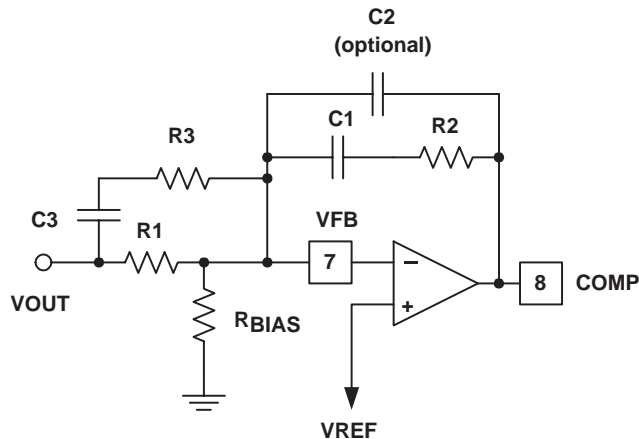 C2
(optional)
C1
R2
R3
C3
R1
VFB
7
–
+
8
COMP
VOUT
RBIAS
VREF